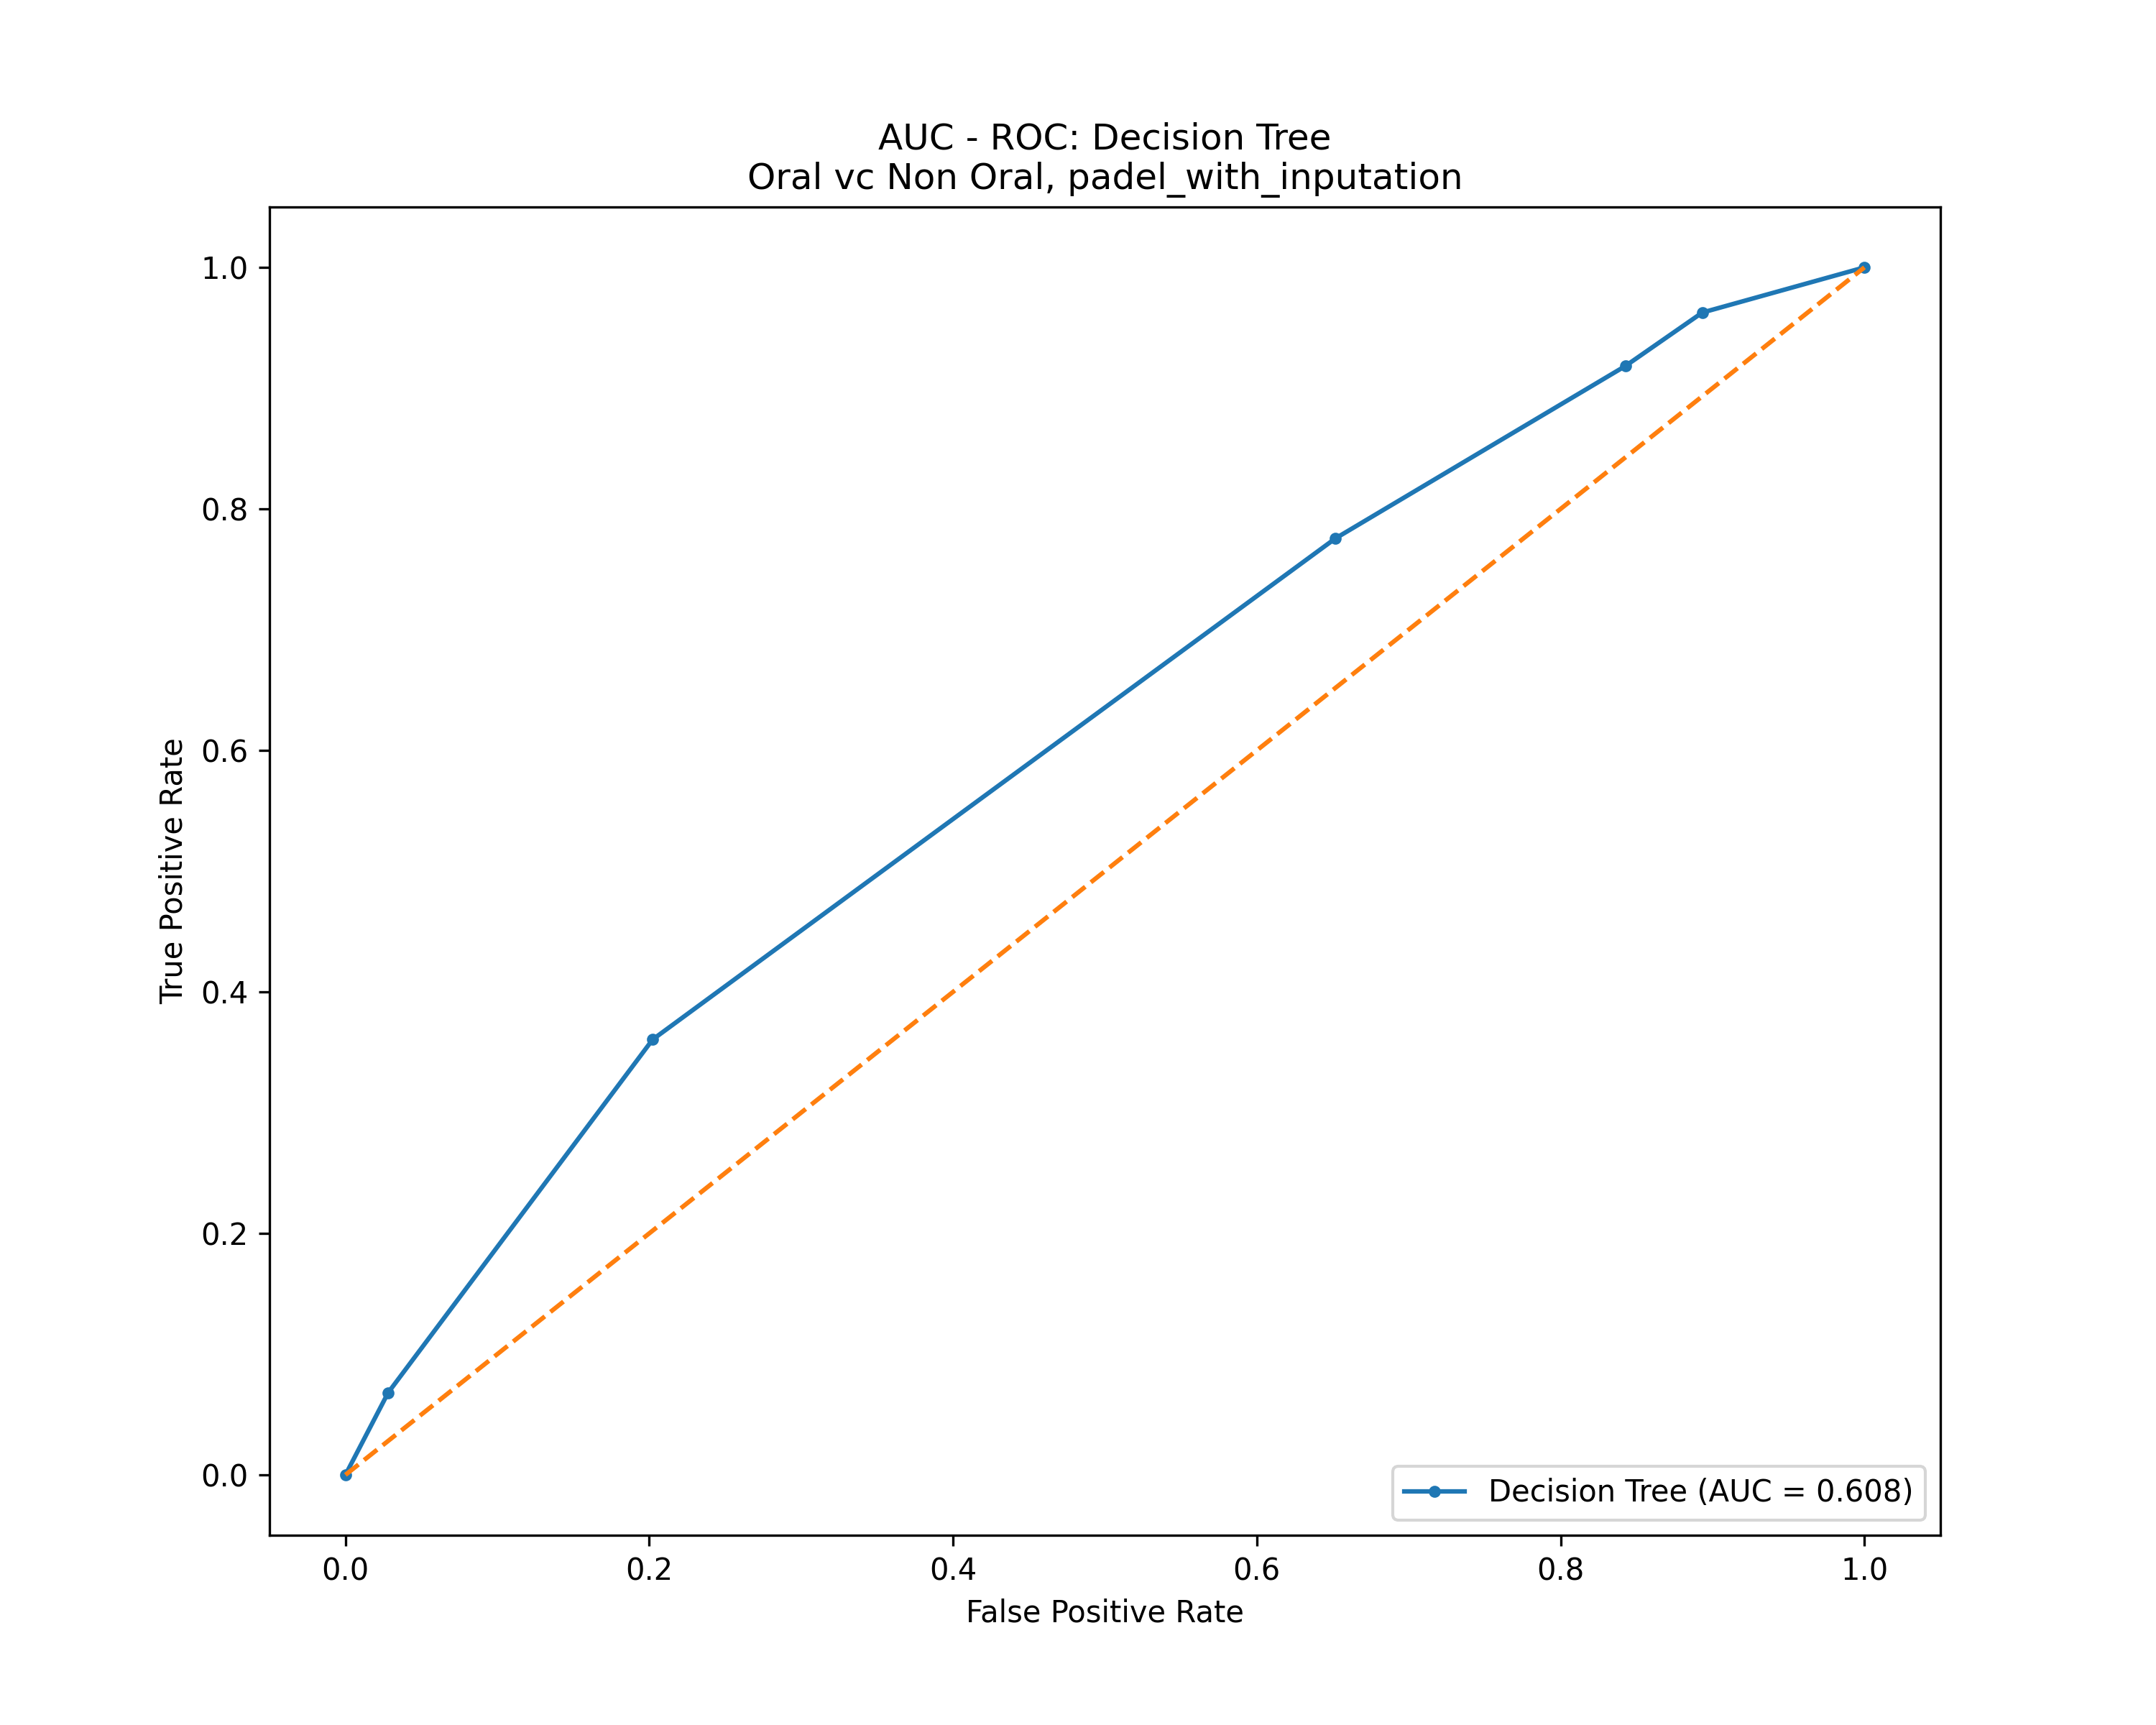 AUC - ROC: Decision Tree
Oral vc Non Oral, padel_with_inputation
True Positive Rate
1.0
0.8
0.6
0.4
0.2
0.0
Decision Tree (AUC = 0.608)
0.0 0.2 0.4 0.6 0.8 1.0
False Positive Rate